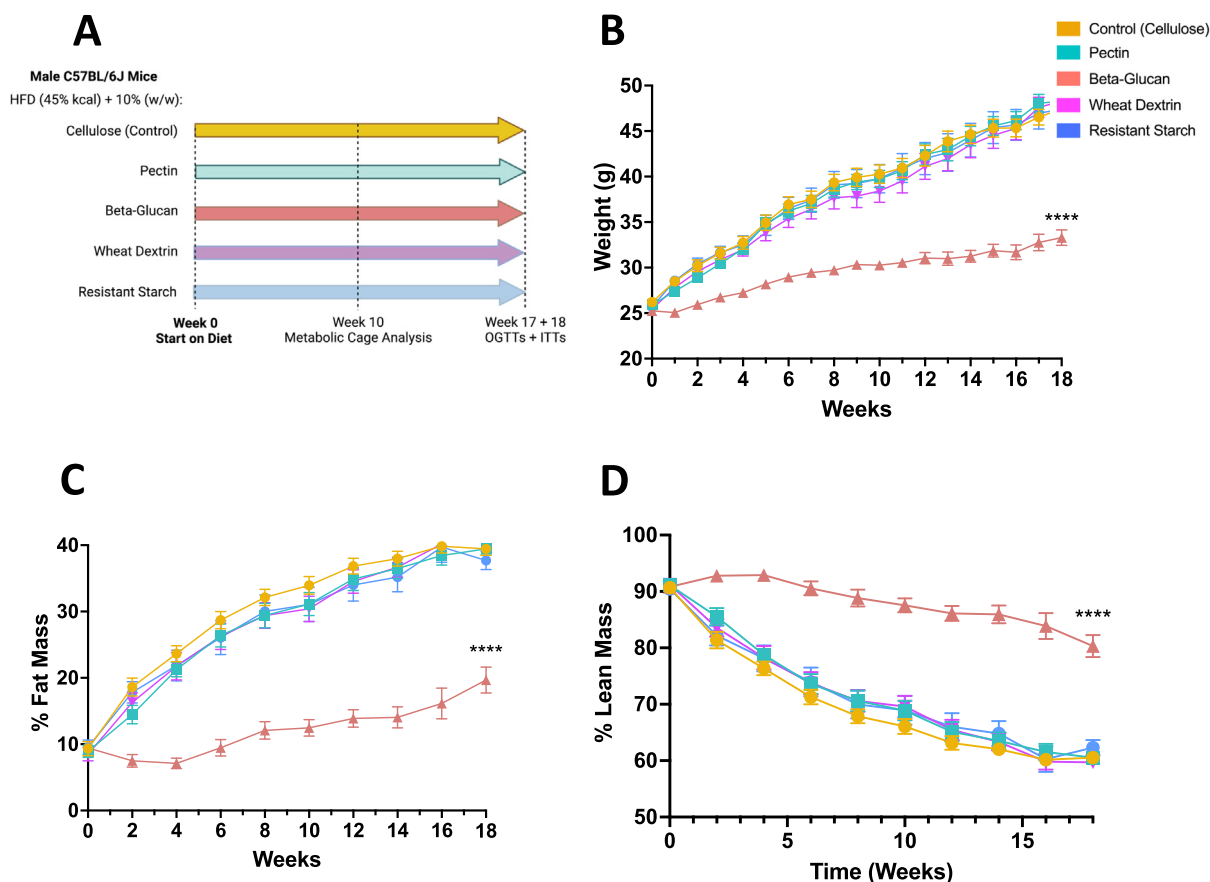 A
Male C57BL/6J Mice
HFD (45% kcal) + 10% (w/w):
Cellulose (Control)
Pectin
Beta-Glucan
Wheat Dextrin
Resistant Starch
Week 0
Start on Diet
Week 10
Metabolic Cage Analysis
Week 17 + 18
OGTTs + ITTs
B
Control (Cellulose)
Pectin
Beta-Glucan
Wheat Dextrin
Resistant Starch
Weight (g)
50
45
40
35
30
25
20
****
0 2 4 6 8 10 12 14 16 18
Weeks
C
% Fat Mass
40
30
20
10
0
****
0 2 4 6 8 10 12 14 16 18
Weeks
D
% Lean Mass
100
90
80
70
60
50
****
0 5 10 15
Time (Weeks)